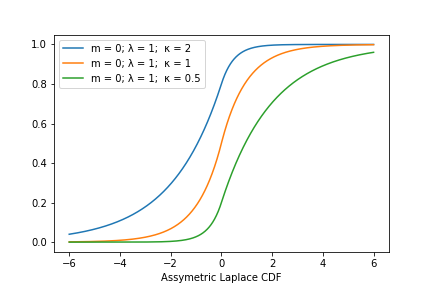 m = 0; λ = 1;  κ = 2
m = 0; λ = 1;  κ = 1
m = 0; λ = 1;  κ = 0.5
1.0
0.8
0.6
0.4
0.2
0.0
−6 −4 −2 0 2 4 6
Assymetric Laplace CDF